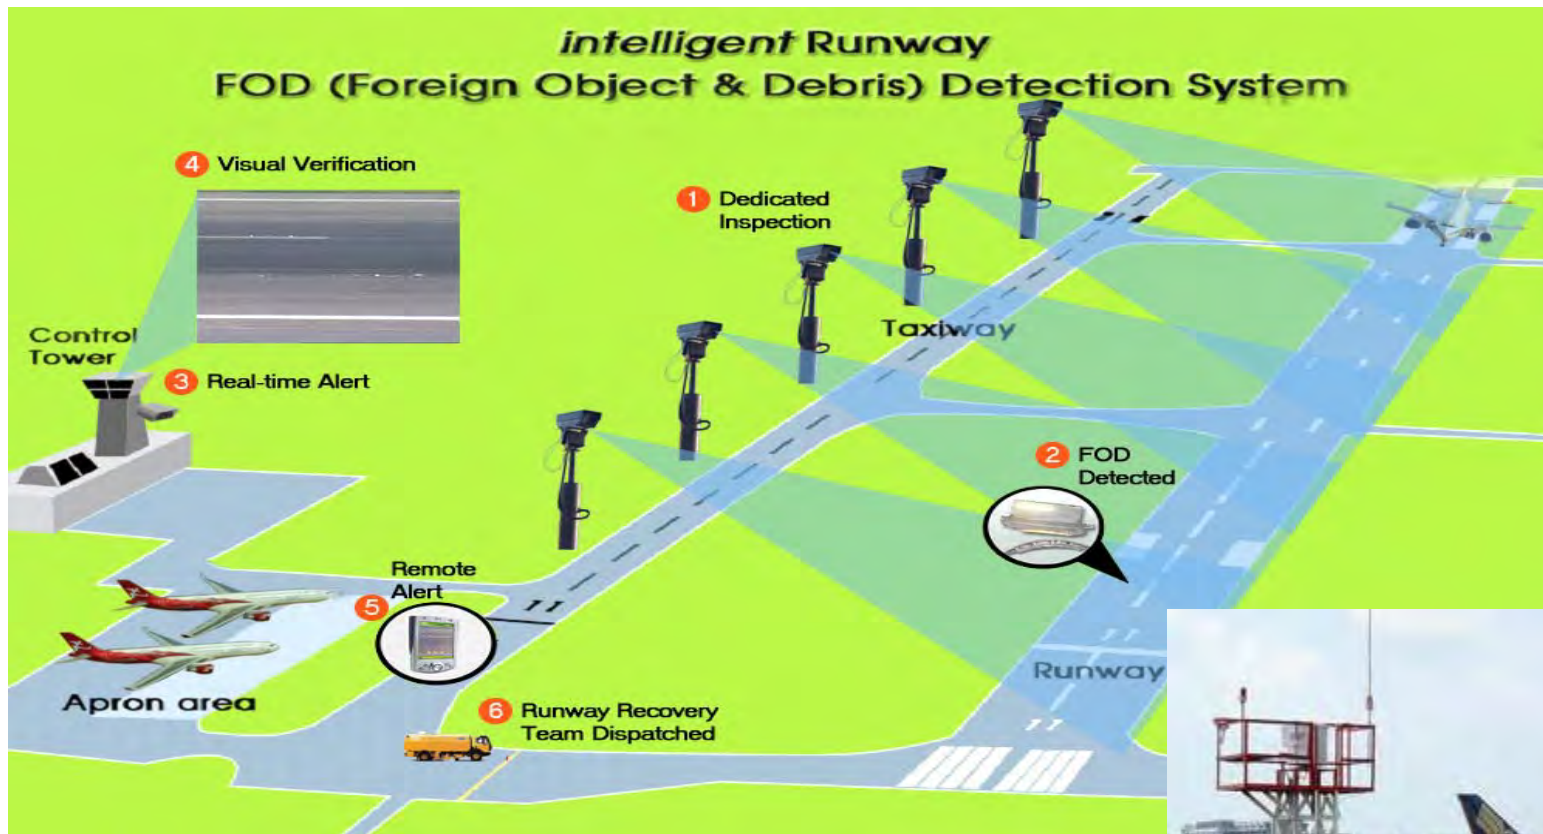 intelligent Runway
FOD (Foreign Object & Debris) Detection System
4 Visual Verification
1 Dedicated
Inspection
Control
Tower
Taxiway
3 Real-time Alert
2 FOD
Detected
Remote
Alert
5
Runway
Apron area
6 Runway Recovery
Team Dispatched